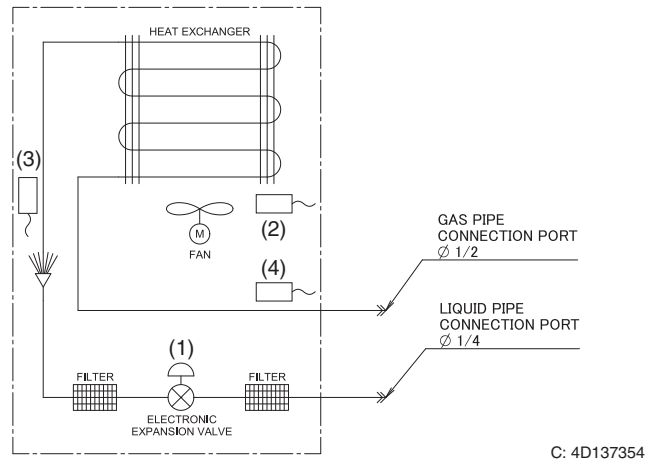 HEAT EXCHANGER
(3)
M
FAN
(2)
(4)
GAS PIPE
CONNECTION PORT
∅ 1/2
LIQUID PIPE
CONNECTION PORT
∅ 1/4
(1)
FILTER
FILTER
ELECTRONIC
EXPANSION VALVE
C: 4D137354